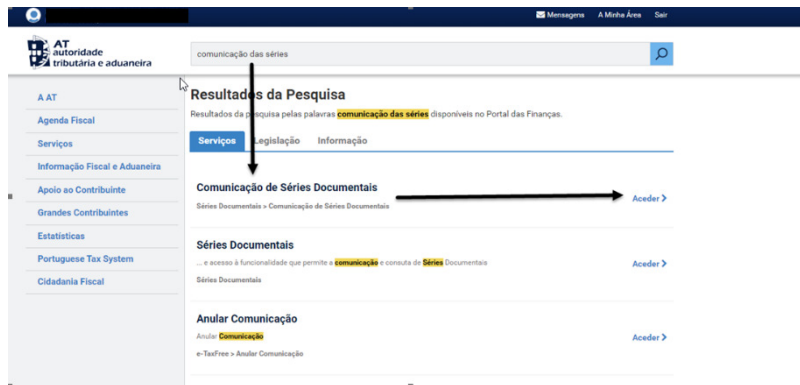 Mensagens A Minha Área Sair
AT
autoridade
tributária e aduaneira
comunicação das séries
A AT
Agenda Fiscal
Serviços
Informação Fiscal e Aduaneira
Apoio ao Contribuinte
Grandes Contribuintes
Estatísticas
Portuguese Tax System
Cidadania Fiscal
Resultados da Pesquisa
Resultados da pesquisa pelas palavras comunicação das séries disponíveis no Portal das Finanças.
Serviços Legislação Informação
Comunicação de Séries Documentais
Séries Documentais > Comunicação de Séries Documentais
Aceder >
Séries Documentais
... e acesso à funcionalidade que permite a comunicação e consuta de Séries Documentais
Séries Documentais
Aceder >
Anular Comunicação
Anular Comunicação
e-TaxFree > Anular Comunicação
Aceder >